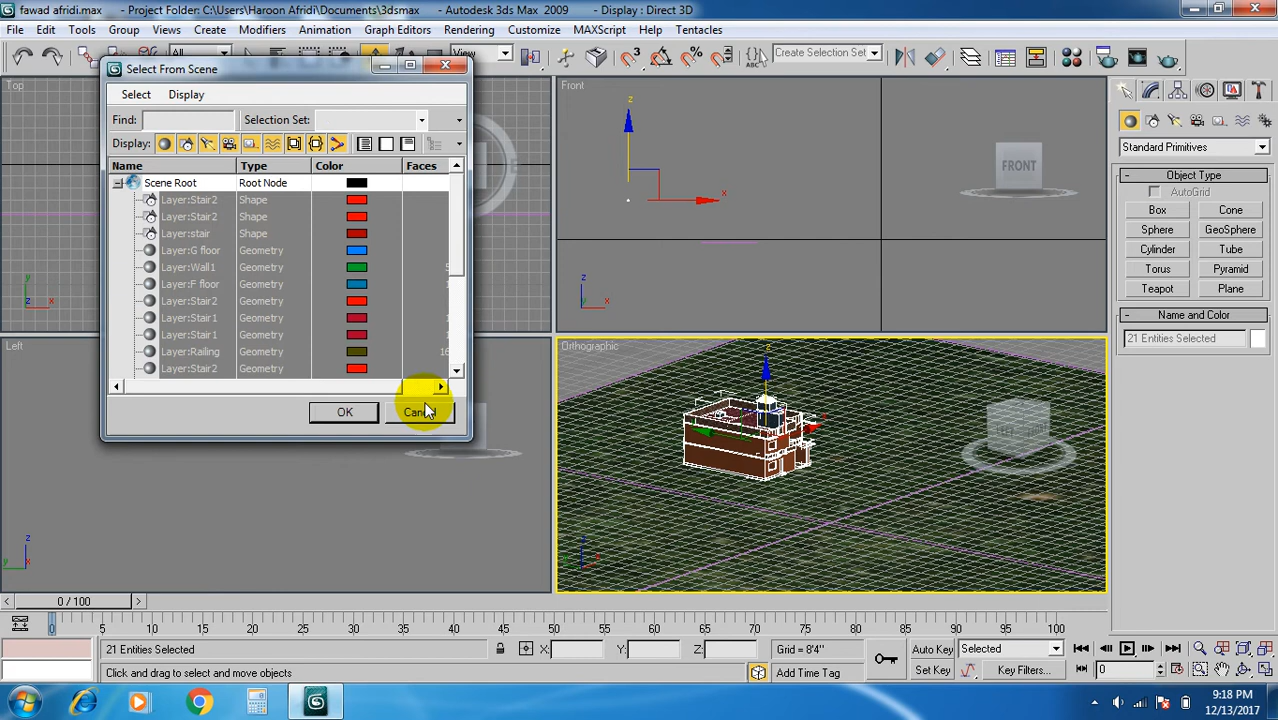 fawad afridi.max - Project Folder: C:\Users\Haroon Afridi\Documents\3dsmax - Autodesk 3ds Max 2009 - Display : Direct 3D
File Edit Tools Group Views Create Modifiers Animation Graph Editors Rendering Customize MAXScript Help Tentacles
All View Create Selection Set
Select From Scene
Select Display
Find: Selection Set:
Display:
Name Type Color Faces
Scene Root Root Node
Layer:Stair2 Shape
Layer:Stair2 Shape
Layer:stair Shape
Layer:G floor Geometry
Layer:Wall1 Geometry
Layer:F floor Geometry
Layer:Stair2 Geometry
Layer:Stair1 Geometry
Layer:Stair1 Geometry
Layer:Railing Geometry 16
Layer:Stair2 Geometry
OK Cancel
Top
Front
z
x
FRONT
z
x
y
z
x
Left
z
y
Orthographic
z
Standard Primitives
Object Type
AutoGrid
Box Cone
Sphere GeoSphere
Cylinder Tube
Torus Pyramid
Teapot Plane
Name and Color
21 Entities Selected
0 / 100
0 5 10 15 20 25 30 35 40 45 50 55 60 65 70 75 80 85 90 95 100
21 Entities Selected X: Y: Z: Grid = 8'4" Auto Key Selected
Click and drag to select and move objects Add Time Tag Set Key Key Filters... 0
9:18 PM
12/13/2017